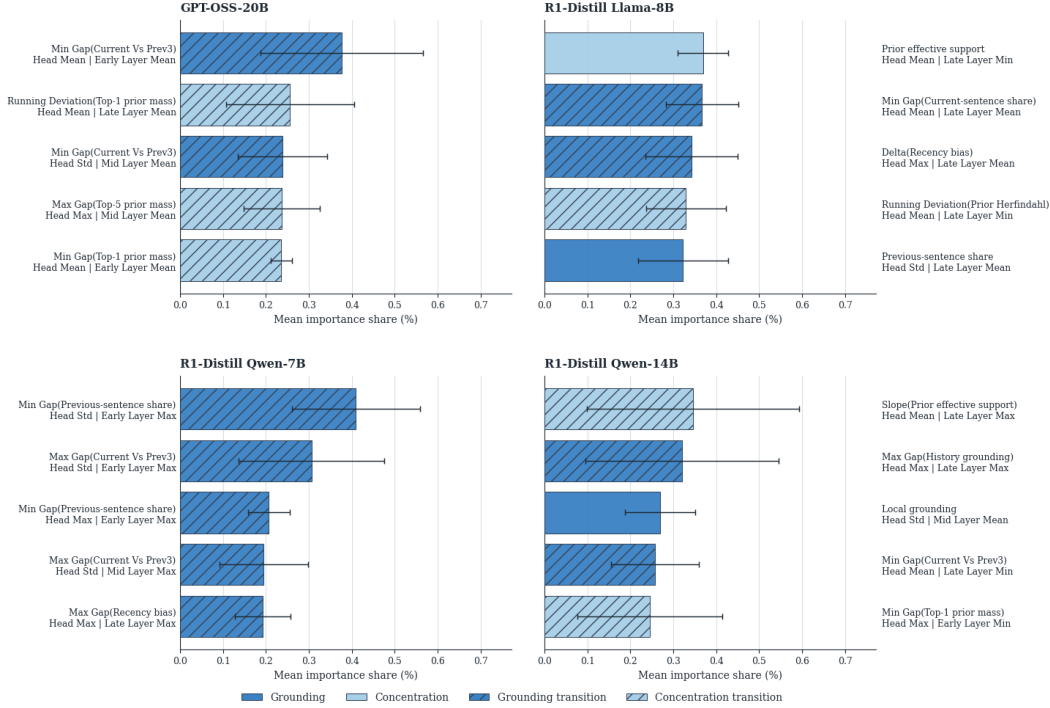 GPT-OSS-20B
Min Gap(Current Vs Prev3)
Head Mean | Early Layer Mean
Running Deviation(Top-1 prior mass)
Head Mean | Late Layer Mean
Min Gap(Current Vs Prev3)
Head Std | Mid Layer Mean
Max Gap(Top-5 prior mass)
Head Max | Mid Layer Mean
Min Gap(Top-1 prior mass)
Head Mean | Early Layer Mean
0.0 0.1 0.2 0.3 0.4 0.5 0.6 0.7
Mean importance share (%)
R1-Distill Llama-8B
Prior effective support
Head Mean | Late Layer Min
Min Gap(Current-sentence share)
Head Mean | Late Layer Mean
Delta(Recency bias)
Head Max | Late Layer Mean
Running Deviation(Prior Herfindahl)
Head Mean | Late Layer Min
Previous-sentence share
Head Std | Late Layer Mean
0.0 0.1 0.2 0.3 0.4 0.5 0.6 0.7
Mean importance share (%)
R1-Distill Qwen-7B
Min Gap(Previous-sentence share)
Head Std | Early Layer Max
Max Gap(Current Vs Prev3)
Head Std | Early Layer Max
Min Gap(Previous-sentence share)
Head Max | Early Layer Max
Max Gap(Current Vs Prev3)
Head Std | Mid Layer Max
Max Gap(Recency bias)
Head Max | Late Layer Max
0.0 0.1 0.2 0.3 0.4 0.5 0.6 0.7
Mean importance share (%)
R1-Distill Qwen-14B
Slope(Prior effective support)
Head Mean | Late Layer Max
Max Gap(History grounding)
Head Max | Late Layer Max
Local grounding
Head Std | Mid Layer Mean
Min Gap(Current Vs Prev3)
Head Mean | Late Layer Min
Min Gap(Top-1 prior mass)
Head Max | Early Layer Min
0.0 0.1 0.2 0.3 0.4 0.5 0.6 0.7
Mean importance share (%)
Grounding Concentration Grounding transition Concentration transition